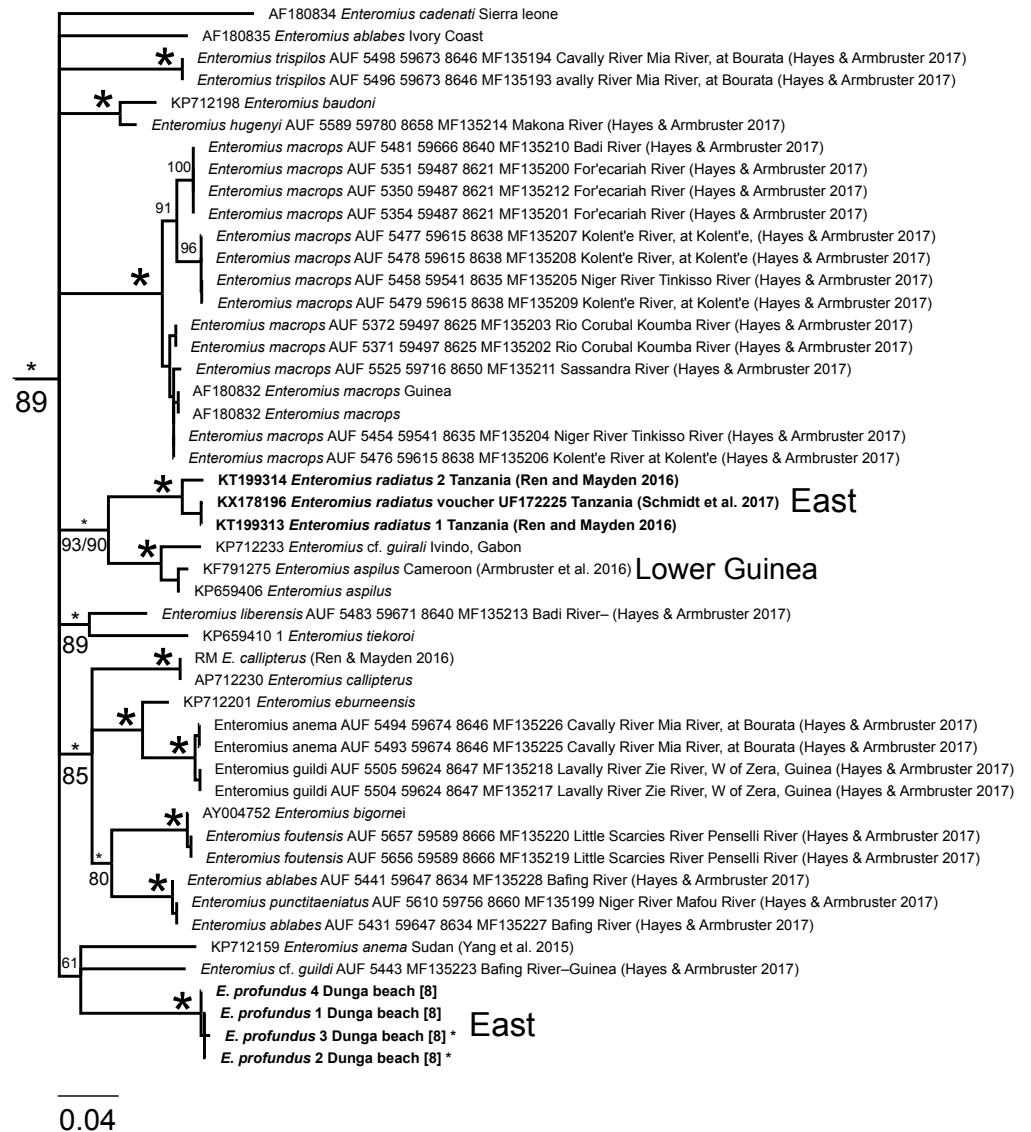 AF180834 Enteromius cadenati Sierra leone
AF180835 Enteromius ablabes Ivory Coast
* Enteromius trispilos AUF 5498 59673 8646 MF135194 Cavally River Mia River, at Bourata (Hayes & Armbruster 2017)
Enteromius trispilos AUF 5496 59673 8646 MF135193 avally River Mia River, at Bourata (Hayes & Armbruster 2017)
* KP712198 Enteromius baudoni
Enteromius hugenyi AUF 5589 59780 8658 MF135214 Makona River (Hayes & Armbruster 2017)
Enteromius macrops AUF 5481 59666 8640 MF135210 Badi River (Hayes & Armbruster 2017)
100 Enteromius macrops AUF 5351 59487 8621 MF135200 For'ecariah River (Hayes & Armbruster 2017)
Enteromius macrops AUF 5350 59487 8621 MF135212 For'ecariah River (Hayes & Armbruster 2017)
91 Enteromius macrops AUF 5354 59487 8621 MF135201 For'ecariah River (Hayes & Armbruster 2017)
Enteromius macrops AUF 5477 59615 8638 MF135207 Kolent'e River, at Kolent'e, (Hayes & Armbruster 2017)
96 Enteromius macrops AUF 5478 59615 8638 MF135208 Kolent'e River, at Kolent'e (Hayes & Armbruster 2017)
* Enteromius macrops AUF 5458 59541 8635 MF135205 Niger River Tinkisso River (Hayes & Armbruster 2017)
Enteromius macrops AUF 5479 59615 8638 MF135209 Kolent'e River, at Kolent'e (Hayes & Armbruster 2017)
Enteromius macrops AUF 5372 59497 8625 MF135203 Rio Corubal Koumba River (Hayes & Armbruster 2017)
Enteromius macrops AUF 5371 59497 8625 MF135202 Rio Corubal Koumba River (Hayes & Armbruster 2017)
* Enteromius macrops AUF 5525 59716 8650 MF135211 Sassandra River (Hayes & Armbruster 2017)
89
AF180832 Enteromius macrops Guinea
AF180832 Enteromius macrops
Enteromius macrops AUF 5454 59541 8635 MF135204 Niger River Tinkisso River (Hayes & Armbruster 2017)
Enteromius macrops AUF 5476 59615 8638 MF135206 Kolent'e River at Kolent'e (Hayes & Armbruster 2017)
* KT199314 Enteromius radiatus 2 Tanzania (Ren and Mayden 2016)
KX178196 Enteromius radiatus voucher UF172225 Tanzania (Schmidt et al. 2017) East
* KT199313 Enteromius radiatus 1 Tanzania (Ren and Mayden 2016)
93/90 * KP712233 Enteromius cf. guirali Ivindo, Gabon
KF791275 Enteromius aspilus Cameroon (Armbruster et al. 2016) Lower Guinea
KP659406 Enteromius aspilus
* Enteromius liberensis AUF 5483 59671 8640 MF135213 Badi River– (Hayes & Armbruster 2017)
89 KP659410 1 Enteromius tiekoroi
* RM E. callipterus (Ren & Mayden 2016)
AP712230 Enteromius callipterus
KP712201 Enteromius eburneensis
* Enteromius anema AUF 5494 59674 8646 MF135226 Cavally River Mia River, at Bourata (Hayes & Armbruster 2017)
* * Enteromius anema AUF 5493 59674 8646 MF135225 Cavally River Mia River, at Bourata (Hayes & Armbruster 2017)
85 Enteromius guildi AUF 5505 59624 8647 MF135218 Lavally River Zie River, W of Zera, Guinea (Hayes & Armbruster 2017)
Enteromius guildi AUF 5504 59624 8647 MF135217 Lavally River Zie River, W of Zera, Guinea (Hayes & Armbruster 2017)
* AY004752 Enteromius bigornei
Enteromius foutensis AUF 5657 59589 8666 MF135220 Little Scarcies River Penselli River (Hayes & Armbruster 2017)
* Enteromius foutensis AUF 5656 59589 8666 MF135219 Little Scarcies River Penselli River (Hayes & Armbruster 2017)
80 * Enteromius ablabes AUF 5441 59647 8634 MF135228 Bafing River (Hayes & Armbruster 2017)
Enteromius punctitaeniatus AUF 5610 59756 8660 MF135199 Niger River Mafou River (Hayes & Armbruster 2017)
Enteromius ablabes AUF 5431 59647 8634 MF135227 Bafing River (Hayes & Armbruster 2017)
KP712159 Enteromius anema Sudan (Yang et al. 2015)
61 Enteromius cf. guildi AUF 5443 MF135223 Bafing River–Guinea (Hayes & Armbruster 2017)
* E. profundus 4 Dunga beach [8]
E. profundus 1 Dunga beach [8] East
E. profundus 3 Dunga beach [8] *
E. profundus 2 Dunga beach [8] *
0.04